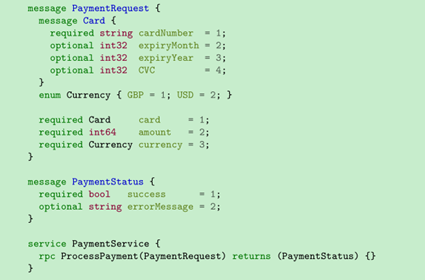 message PaymentRequest {
  message Card {
    required string cardNumber  = 1;
    optional int32  expiryMonth = 2;
    optional int32  expiryYear  = 3;
    optional int32  CVC         = 4;
  }
  enum Currency { GBP = 1; USD = 2; }

  required Card     card     = 1;
  required int64    amount   = 2;
  required Currency currency = 3;
}

message PaymentStatus {
  required bool   success      = 1;
  optional string errorMessage = 2;
}

service PaymentService {
  rpc ProcessPayment(PaymentRequest) returns (PaymentStatus) {}
}